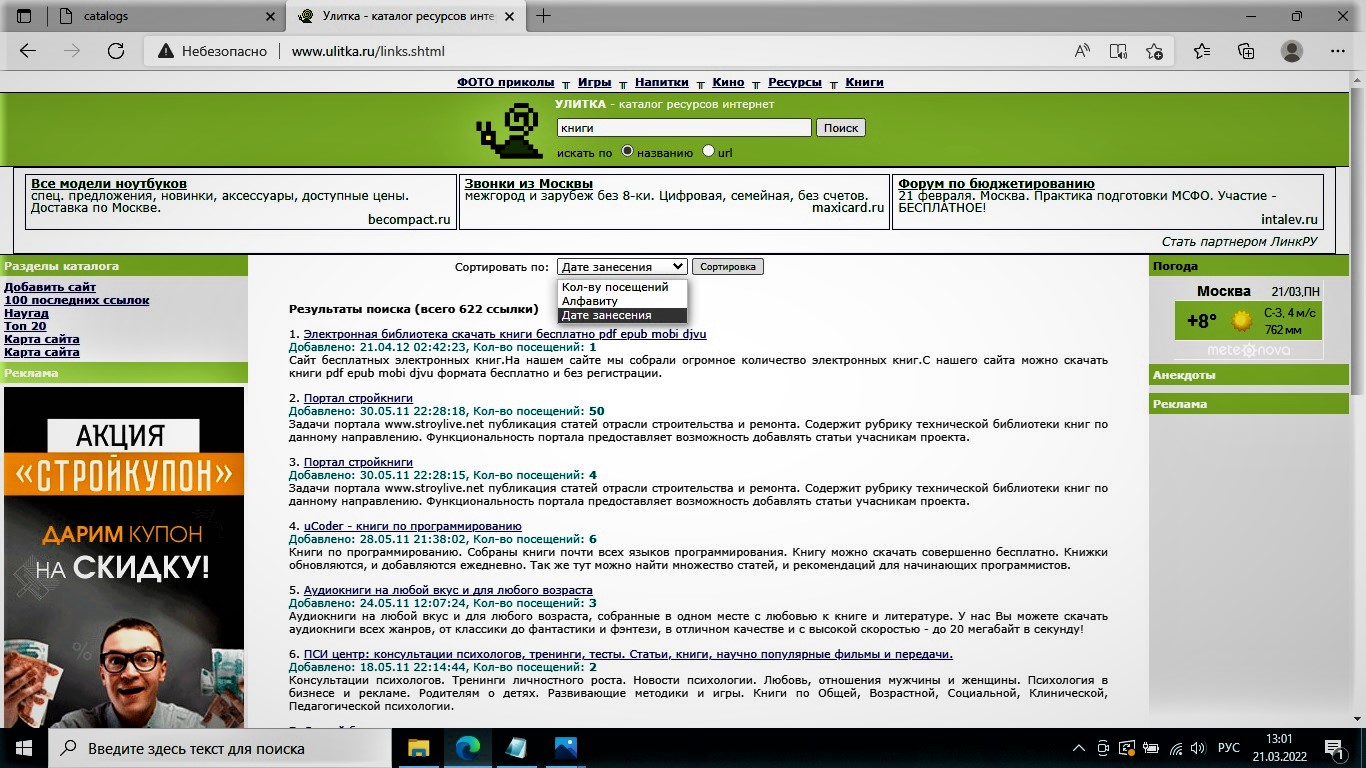 catalogs
Улитка - каталог ресурсов инте
Небезопасно www.ulitka.ru/links.shtml
ФОТО приколы Игры Напитки Кино Ресурсы Книги
УЛИТКА - каталог ресурсов интернет
книги Поиск
искать по названию url
Все модели ноутбуков
спец. предложения, новинки, аксессуары, доступные цены.
Доставка по Москве.
becompact.ru
Звонки из Москвы
межгород и зарубеж без 8-ки. Цифровая, семейная, без счетов.
maxicard.ru
Форум по бюджетированию
21 февраля. Москва. Практика подготовки МСФО. Участие -
БЕСПЛАТНОЕ!
intalev.ru
Стать партнером ЛинкРУ
Разделы каталога
Добавить сайт
100 последних ссылок
Наугад
Топ 20
Карта сайта
Карта сайта
Реклама
АКЦИЯ
«СТРОЙКУПОН»
ДАРИМ КУПОН
НА СКИДКУ!
%
Сортировать по: Дате занесения Сортировка
Кол-ву посещений
Алфавиту
Дате занесения
Результаты поиска (всего 622 ссылки)
1. Электронная библиотека скачать книги бесплатно pdf epub mobi djvu
Добавлено: 21.04.12 02:42:23, Кол-во посещений: 1
Сайт бесплатных электронных книг.На нашем сайте мы собрали огромное количество электронных книг.С нашего сайта можно скачать
книги pdf epub mobi djvu формата бесплатно и без регистрации.
2. Портал стройкниги
Добавлено: 30.05.11 22:28:18, Кол-во посещений: 50
Задачи портала www.stroylive.net публикация статей отрасли строительства и ремонта. Содержит рубрику технической библиотеки книг по
данному направлению. Функциональность портала предоставляет возможность добавлять статьи учасникам проекта.
3. Портал стройкниги
Добавлено: 30.05.11 22:28:15, Кол-во посещений: 4
Задачи портала www.stroylive.net публикация статей отрасли строительства и ремонта. Содержит рубрику технической библиотеки книг по
данному направлению. Функциональность портала предоставляет возможность добавлять статьи учасникам проекта.
4. uCoder - книги по программированию
Добавлено: 28.05.11 21:38:02, Кол-во посещений: 6
Книги по программированию. Собраны книги почти всех языков программирования. Книгу можно скачать совершенно бесплатно. Книжки
обновляются, и добавляются ежедневно. Так же тут можно найти множество статей, и рекомендаций для начинающих программистов.
5. Аудиокниги на любой вкус и для любого возраста
Добавлено: 24.05.11 12:07:24, Кол-во посещений: 3
Аудиокниги на любой вкус и для любого возраста, собранные в одном месте с любовью к книге и литературе. У нас Вы можете скачать
аудиокниги всех жанров, от классики до фантастики и фэнтези, в отличном качестве и с высокой скоростью - до 20 мегабайт в секунду!
6. ПСИ центр: консультации психологов, тренинги, тесты. Статьи, книги, научно популярные фильмы и передачи.
Добавлено: 18.05.11 22:14:44, Кол-во посещений: 2
Консультации психологов. Тренинги личностного роста. Новости психологии. Любовь, отношения мужчины и женщины. Психология в
бизнесе и рекламе. Родителям о детях. Развивающие методики и игры. Книги по Общей, Возрастной, Социальной, Клинической,
Педагогической психологии.
Погода
Москва 21/03,ПН
+8° С-З, 4 м/с
762 мм
meteonova
Анекдоты
Реклама
Введите здесь текст для поиска
РУС
13:01
21.03.2022
1